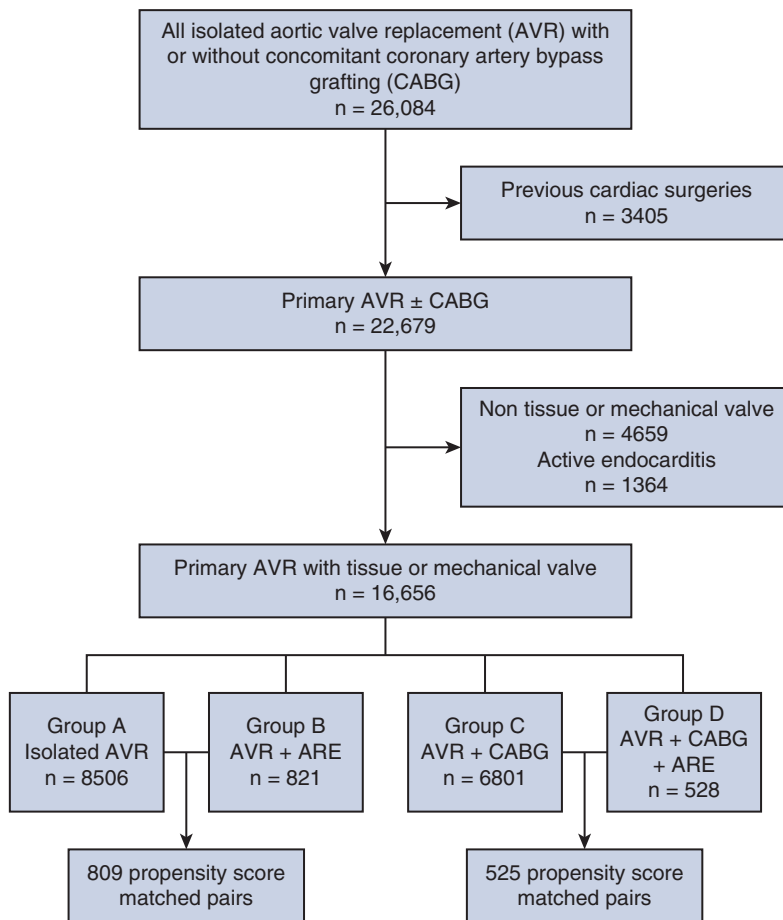 All isolated aortic valve replacement (AVR) with
or without concomitant coronary artery bypass
grafting (CABG)
n = 26,084
Previous cardiac surgeries
n = 3405
Primary AVR ± CABG
n = 22,679
Non tissue or mechanical valve
n = 4659
Active endocarditis
n = 1364
Primary AVR with tissue or mechanical valve
n = 16,656
Group A
Isolated AVR
n = 8506
Group B
AVR + ARE
n = 821
Group C
AVR + CABG
n = 6801
Group D
AVR + CABG
+ ARE
n = 528
809 propensity score
matched pairs
525 propensity score
matched pairs